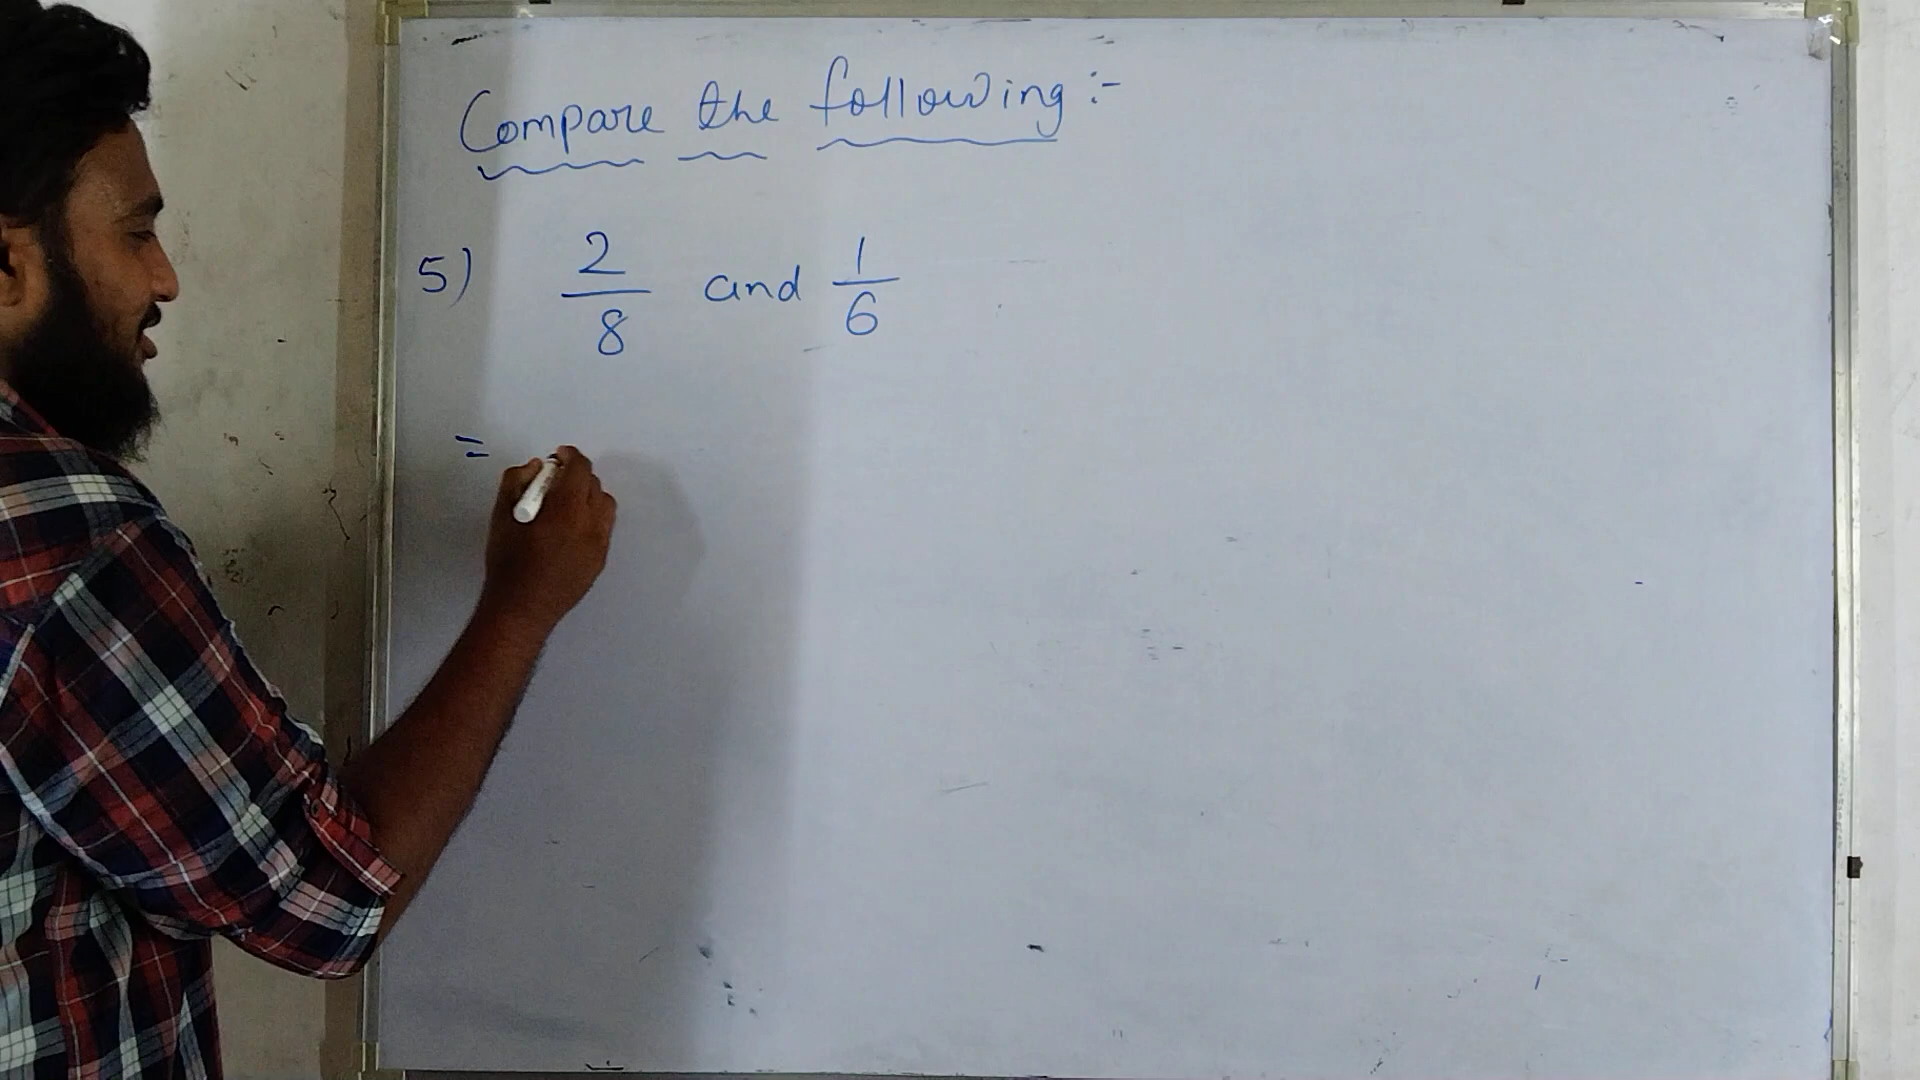 Compare the following :-
5) 2/8 and 1/6
=